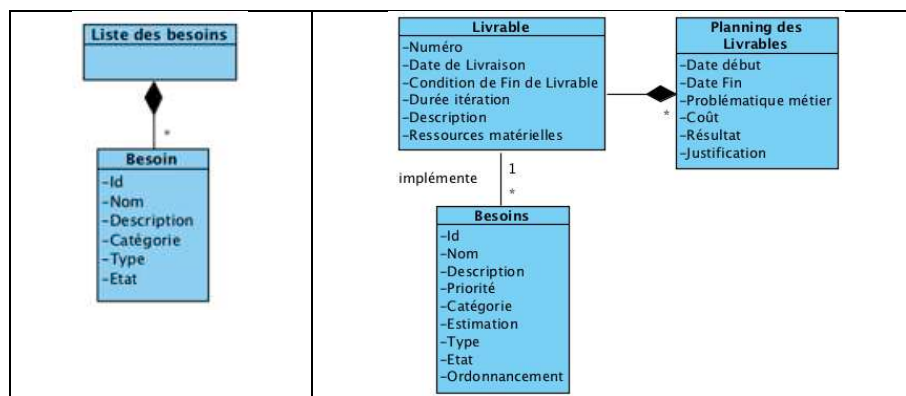 Liste des besoins
*
Besoin
-Id
-Nom
-Description
-Catégorie
-Type
-Etat
Livrable
-Numéro
-Date de Livraison
-Condition de Fin de Livrable
-Durée itération
-Description
-Ressources matérielles
*
Planning des
Livrables
-Date début
-Date Fin
-Problématique métier
-Coût
-Résultat
-Justification
implémente
1
*
Besoins
-Id
-Nom
-Description
-Priorité
-Catégorie
-Estimation
-Type
-Etat
-Ordonnancement